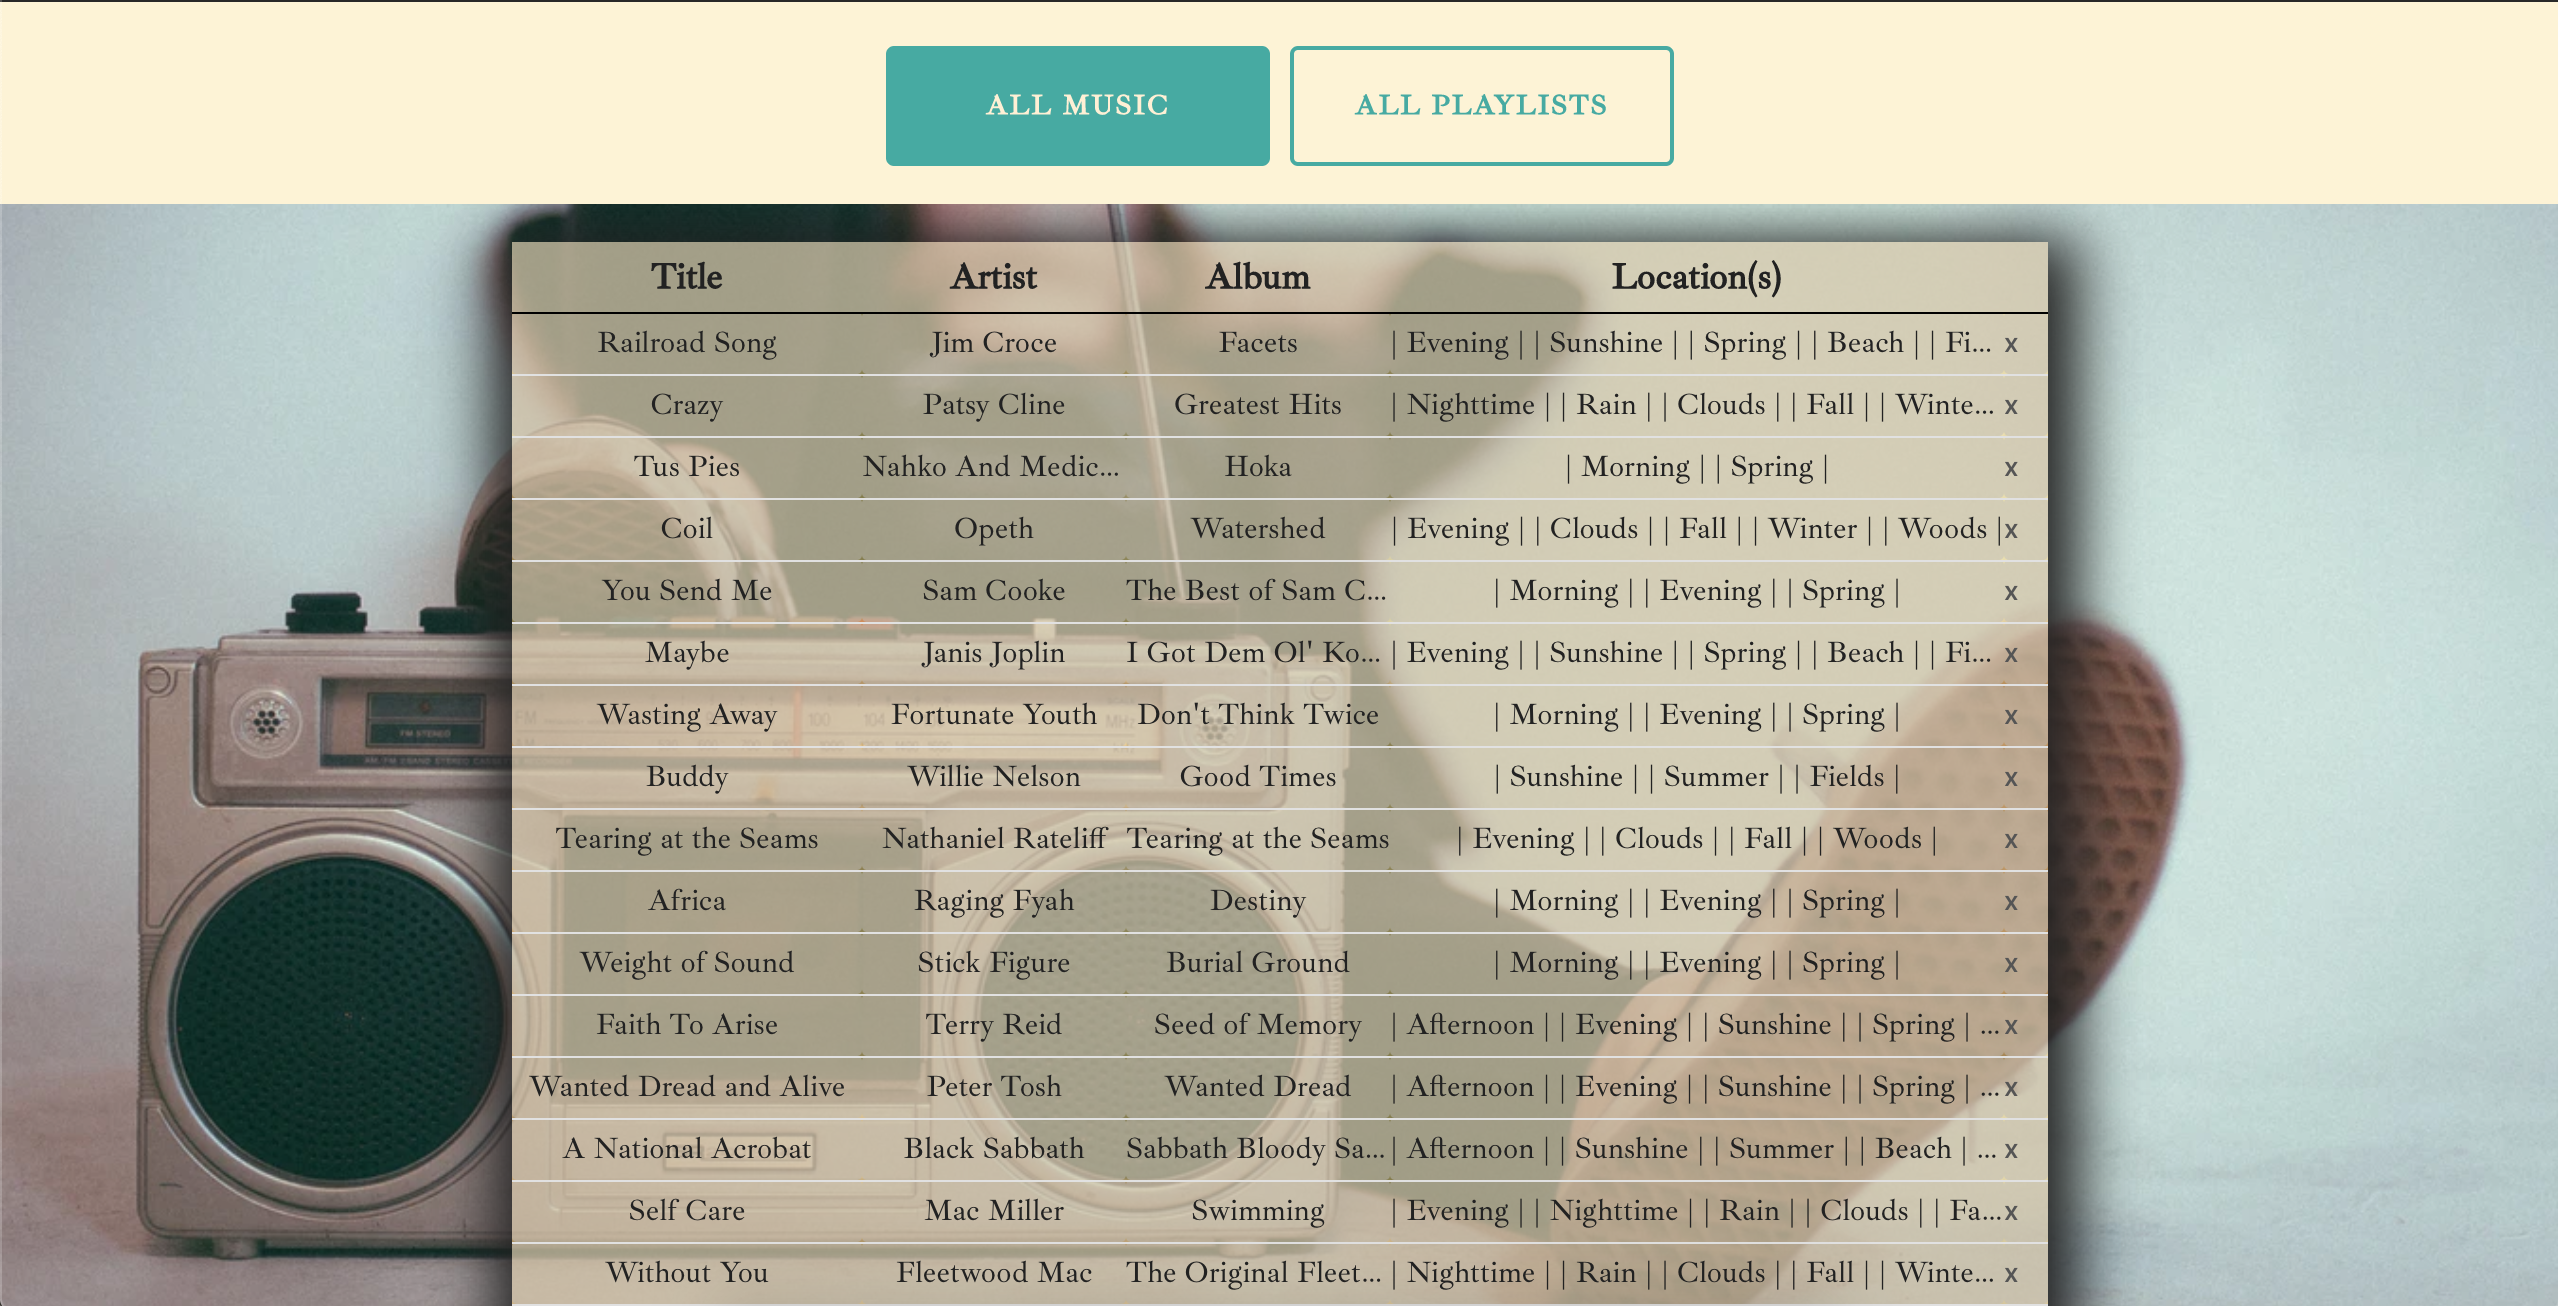 ALL MUSIC ALL PLAYLISTS
Title Artist Album Location(s)
Railroad Song Jim Croce Facets | Evening | | Sunshine | | Spring | | Beach | | Fi... x
Crazy Patsy Cline Greatest Hits | Nighttime | | Rain | | Clouds | | Fall | | Winte... x
Tus Pies Nahko And Medic... Hoka | Morning | | Spring | x
Coil Opeth Watershed | Evening | | Clouds | | Fall | | Winter | | Woods | x
You Send Me Sam Cooke The Best of Sam C... | Morning | | Evening | | Spring | x
Maybe Janis Joplin I Got Dem Ol' Ko... | Evening | | Sunshine | | Spring | | Beach | | Fi... x
Wasting Away Fortunate Youth Don't Think Twice | Morning | | Evening | | Spring | x
Buddy Willie Nelson Good Times | Sunshine | | Summer | | Fields | x
Tearing at the Seams Nathaniel Rateliff Tearing at the Seams | Evening | | Clouds | | Fall | | Woods | x
Africa Raging Fyah Destiny | Morning | | Evening | | Spring | x
Weight of Sound Stick Figure Burial Ground | Morning | | Evening | | Spring | x
Faith To Arise Terry Reid Seed of Memory | Afternoon | | Evening | | Sunshine | | Spring | ... x
Wanted Dread and Alive Peter Tosh Wanted Dread | Afternoon | | Evening | | Sunshine | | Spring | ... x
A National Acrobat Black Sabbath Sabbath Bloody Sa... | Afternoon | | Sunshine | | Summer | | Beach | ... x
Self Care Mac Miller Swimming | Evening | | Nighttime | | Rain | | Clouds | | Fa... x
Without You Fleetwood Mac The Original Fleet... | Nighttime | | Rain | | Clouds | | Fall | | Winte... x
FM STEREO